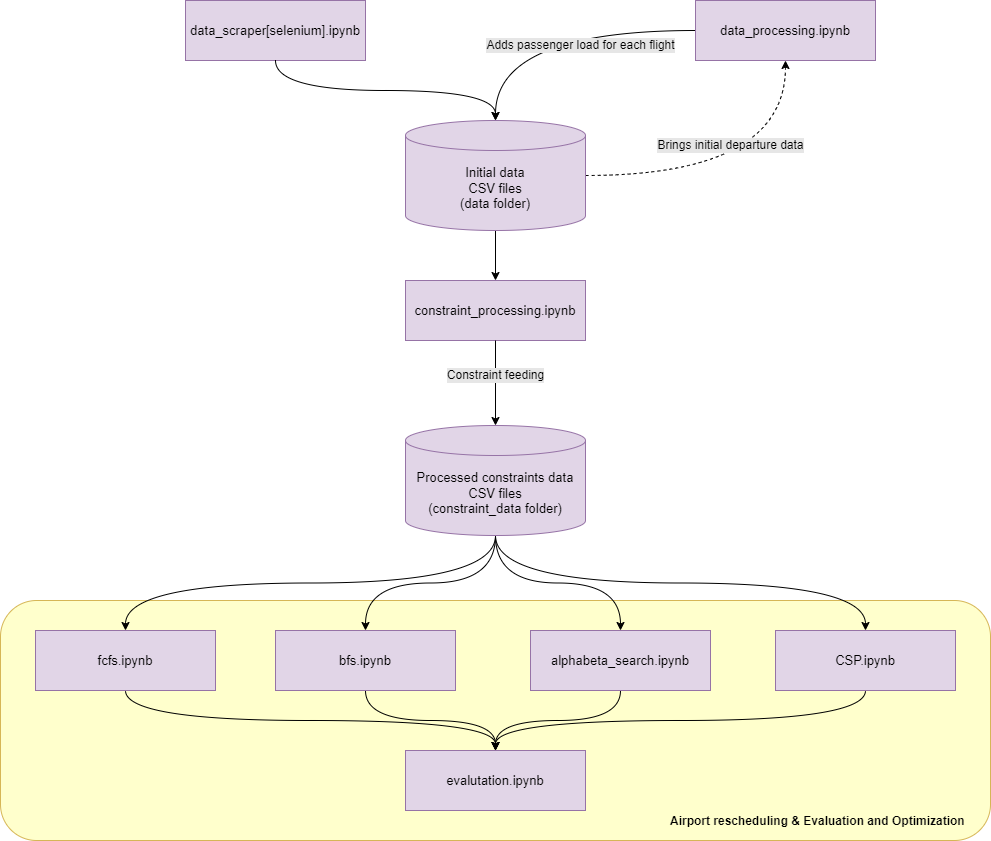 data_scraper[selenium].ipynb
data_processing.ipynb
Adds passenger load for each flight
Brings initial departure data
Initial data
CSV files
(data folder)
constraint_processing.ipynb
Constraint feeding
Processed constraints data
CSV files
(constraint_data folder)
fcfs.ipynb
bfs.ipynb
alphabeta_search.ipynb
CSP.ipynb
evalutation.ipynb
Airport rescheduling & Evaluation and Optimization